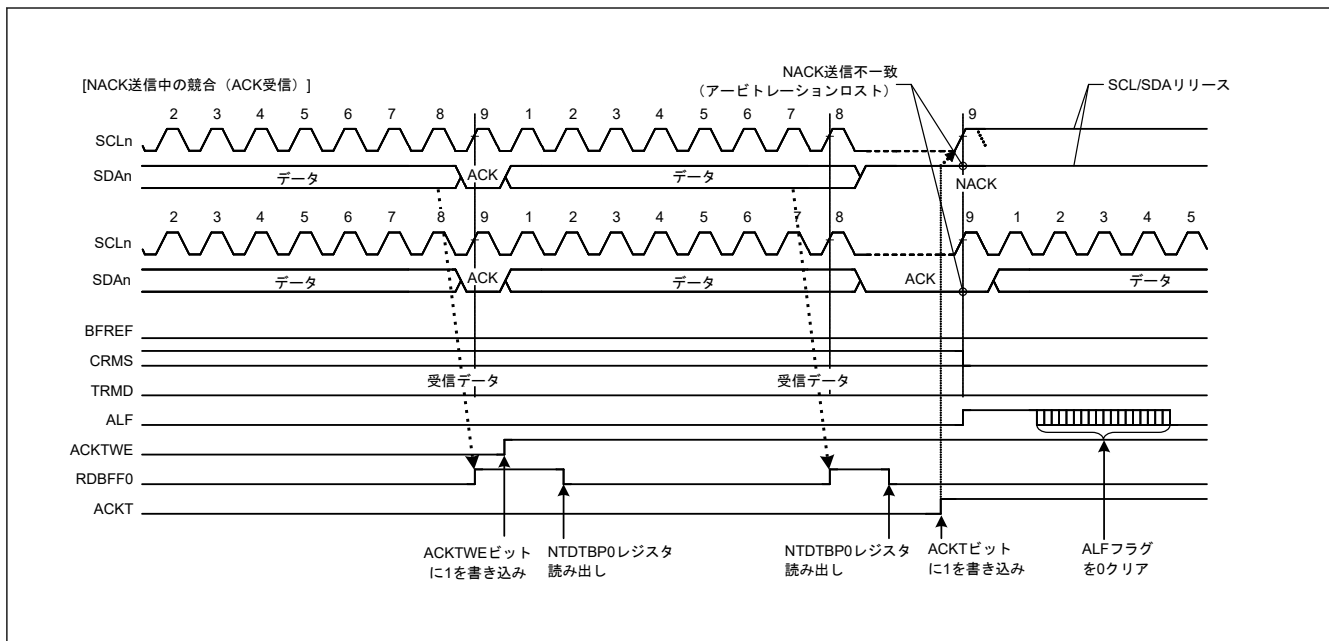 [NACK送信中の競合（ACK受信）]
NACK送信不一致
（アービトレーションロスト）
SCL/SDAリリース
2 3 4 5 6 7 8 9 1 2 3 4 5 6 7 8 9
SCLn
SDAn データ ACK データ NACK
2 3 4 5 6 7 8 9 1 2 3 4 5 6 7 8 9 1 2 3 4 5
SCLn
SDAn データ ACK データ ACK データ
BFREF
CRMS
受信データ 受信データ
TRMD
ALF
ACKTWE
RDBFF0
ACKT
ACKTWEビット
に1を書き込み
NTDTBP0レジスタ
読み出し
NTDTBP0レジスタ
読み出し
ACKTビット
に1を書き込み
ALFフラグ
を0クリア